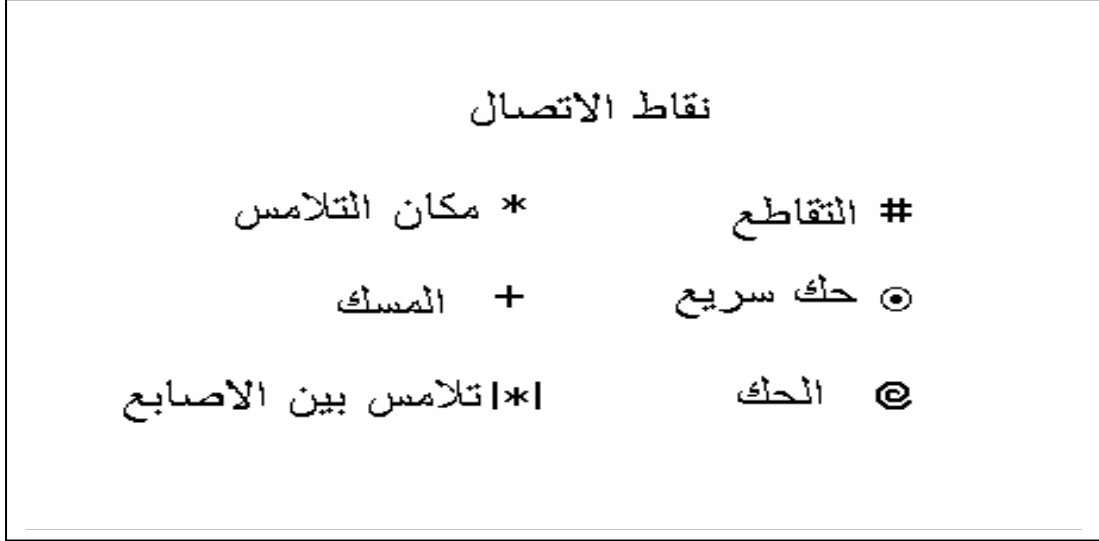 نقاط الاتصال
# التقاطع * مكان التلامس
⊙ حك سريع + المسك
@ الحك |*| تلامس بين الاصابع